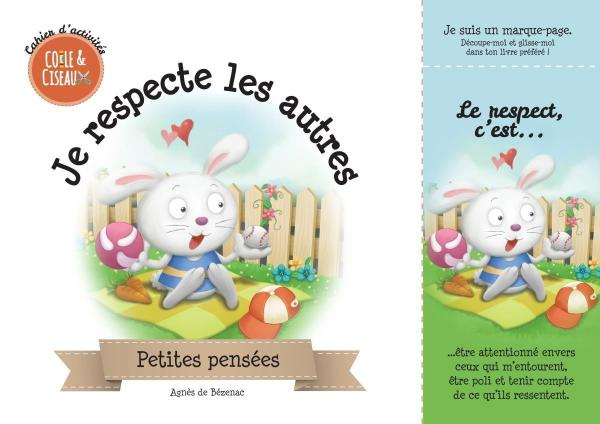 Cahier d'activités
COLLE &
CISEAUX
Je respecte les autres
Petites pensées
Agnès de Bézenac
Je suis un marque-page.
Découpe-moi et glisse-moi
dans ton livre préféré !
Le respect,
c'est...
...être attentionné envers
ceux qui m'entourent,
être poli et tenir compte
de ce qu'ils ressentent.